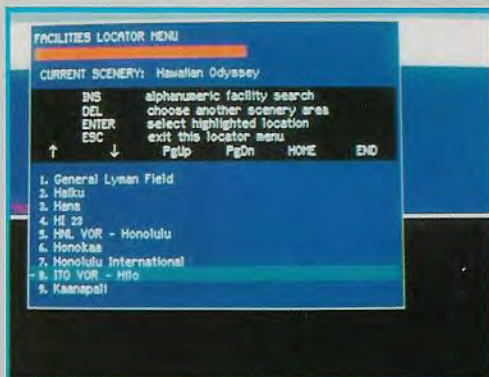 FACILITIES LOCATOR MENU
CURRENT SCENERY: Hawaiian Odyssey
INS alphanumeric facility search
DEL choose another scenery area
ENTER select highlighted location
ESC exit this locator menu
↑ ↓ PgUp PgDn HOME END
1. General Lyman Field
2. Haiku
3. Hana
4. HI 23
5. HNL VOR - Honolulu
6. Honokaa
7. Honolulu International
8. ITO VOR - Hilo
9. Kaanapali